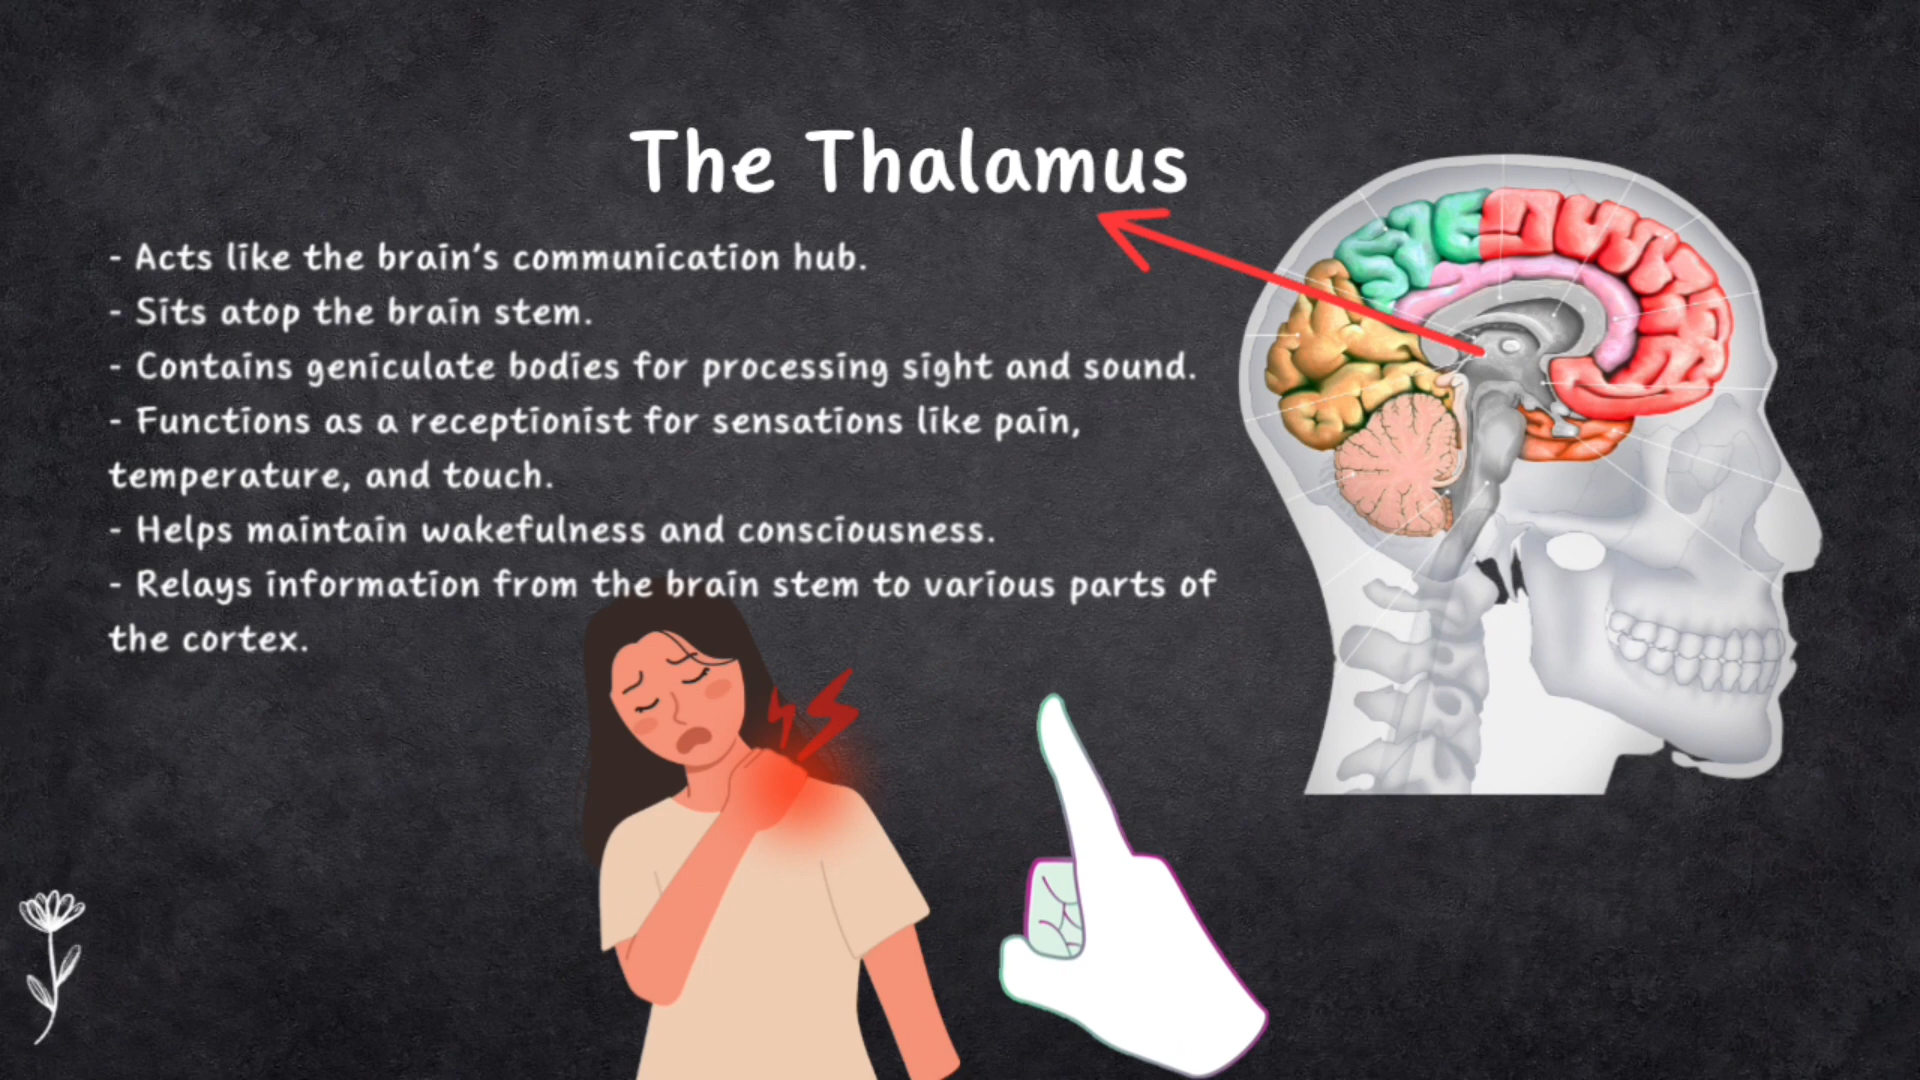 The Thalamus
- Acts like the brain's communication hub.
- Sits atop the brain stem.
- Contains geniculate bodies for processing sight and sound.
- Functions as a receptionist for sensations like pain,
temperature, and touch.
- Helps maintain wakefulness and consciousness.
- Relays information from the brain stem to various parts of
the cortex.